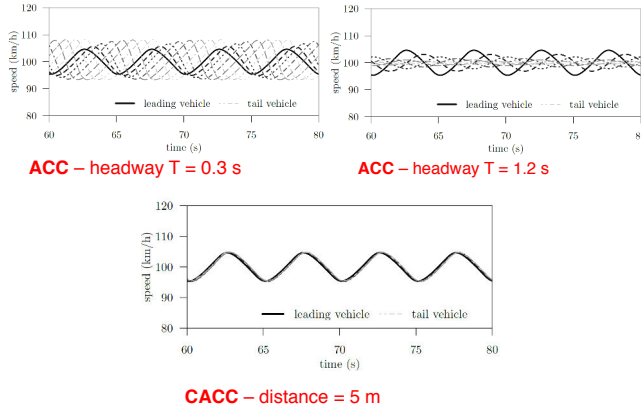 120
110
100
90
80
speed (km/h)
leading vehicle tail vehicle
60 65 70 75 80
time (s)
ACC – headway T = 0.3 s
120
110
100
90
80
speed (km/h)
leading vehicle tail vehicle
60 65 70 75 80
time (s)
ACC – headway T = 1.2 s
120
110
100
90
80
speed (km/h)
leading vehicle tail vehicle
60 65 70 75 80
time (s)
CACC – distance = 5 m